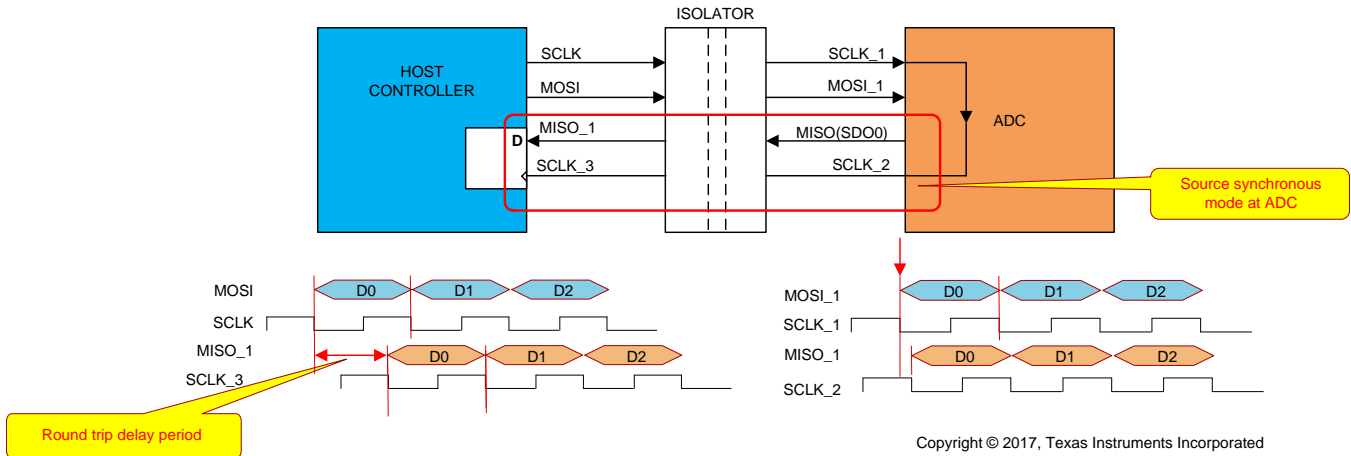 ISOLATOR
HOST
CONTROLLER
SCLK
MOSI
D
MISO_1
SCLK_3
SCLK_1
MOSI_1
MISO(SDO0)
SCLK_2
ADC
Source synchronous
mode at ADC
MOSI
D0 D1 D2
SCLK
MISO_1
D0 D1 D2
SCLK_3
Round trip delay period
MOSI_1
D0 D1 D2
SCLK_1
MISO_1
D0 D1 D2
SCLK_2
Copyright © 2017, Texas Instruments Incorporated